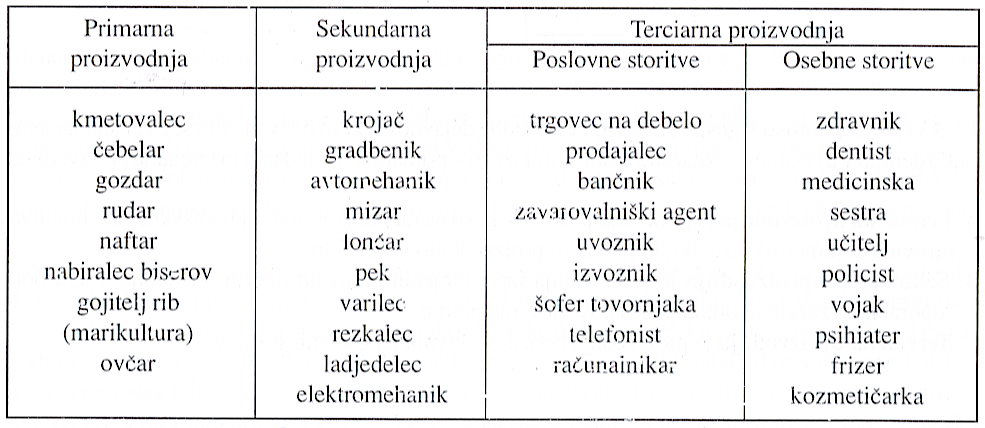 Primarna
proizvodnja
Sekundarna
proizvodnja
Terciarna proizvodnja
Poslovne storitve
Osebne storitve
kmetovalec
čebelar
gozdar
rudar
naftar
nabiralec biserov
gojitelj rib
(marikultura)
ovčar
krojač
gradbenik
avtomehanik
mizar
lončar
pek
varilec
rezkalec
ladjedelec
elektromehanik
trgovec na debelo
prodajalec
bančnik
zavarovalniški agent
uvoznik
izvoznik
šofer tovornjaka
telefonist
računainikar
zdravnik
dentist
medicinska
sestra
učitelj
policist
vojak
psihiater
frizer
kozmetičarka